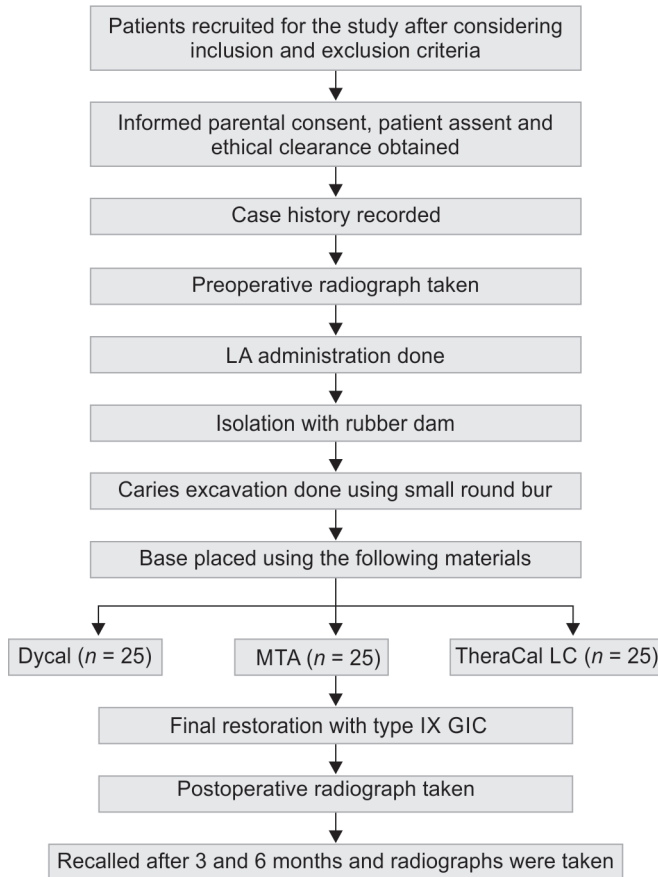 Patients recruited for the study after considering
inclusion and exclusion criteria
Informed parental consent, patient assent and
ethical clearance obtained
Case history recorded
Preoperative radiograph taken
LA administration done
Isolation with rubber dam
Caries excavation done using small round bur
Base placed using the following materials
Dycal (n = 25)
MTA (n = 25)
TheraCal LC (n = 25)
Final restoration with type IX GIC
Postoperative radiograph taken
Recalled after 3 and 6 months and radiographs were taken